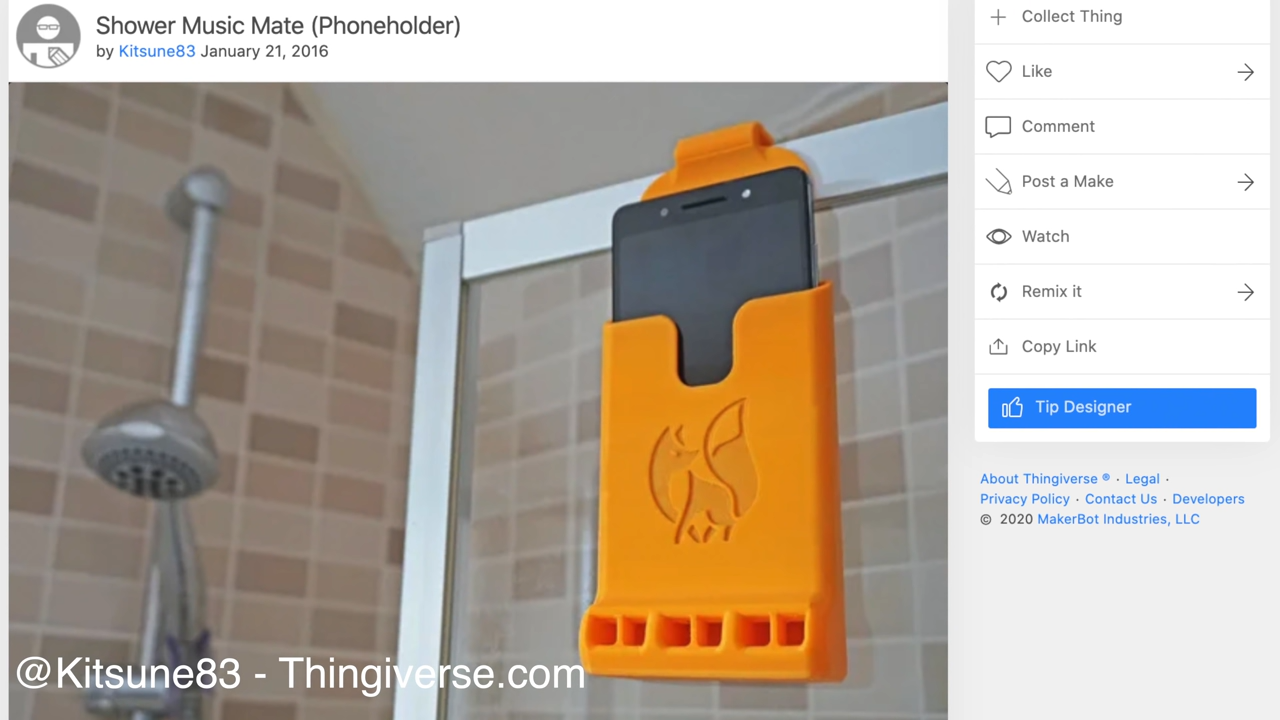 Shower Music Mate (Phoneholder)
by Kitsune83 January 21, 2016
Collect Thing
Like
Comment
Post a Make
Watch
Remix it
Copy Link
Tip Designer
About Thingiverse ® · Legal ·
Privacy Policy · Contact Us · Developers
© 2020 MakerBot Industries, LLC
@Kitsune83 - Thingiverse.com